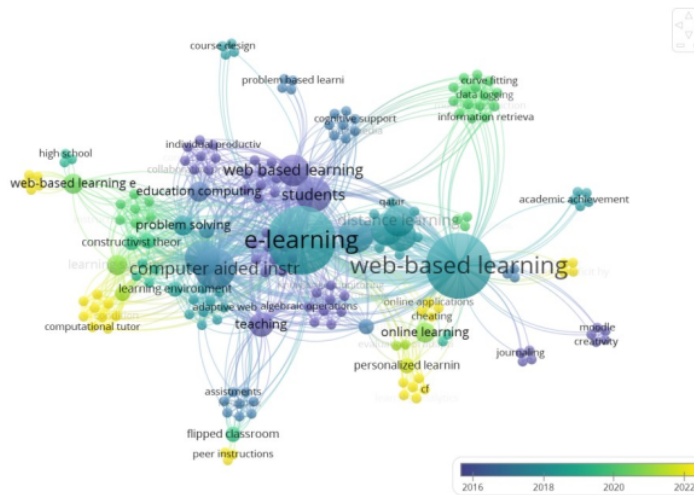 course design
problem based learni
curve fitting
data logging
information retrieva
cognitive support
individual productiv
high school
web based learning
web-based learning e
education computing
students
qatar
academic achievement
distance learning
problem solving
constructivist theor
e-learning
web-based learning
computer aided instr
learning environment
adaptive web
algebraic operations
online applications
cheating
computational tutor
teaching
online learning
moodle
creativity
journaling
personalized learnin
cf
assistments
flipped classroom
peer instructions
2016
2018
2020
2022